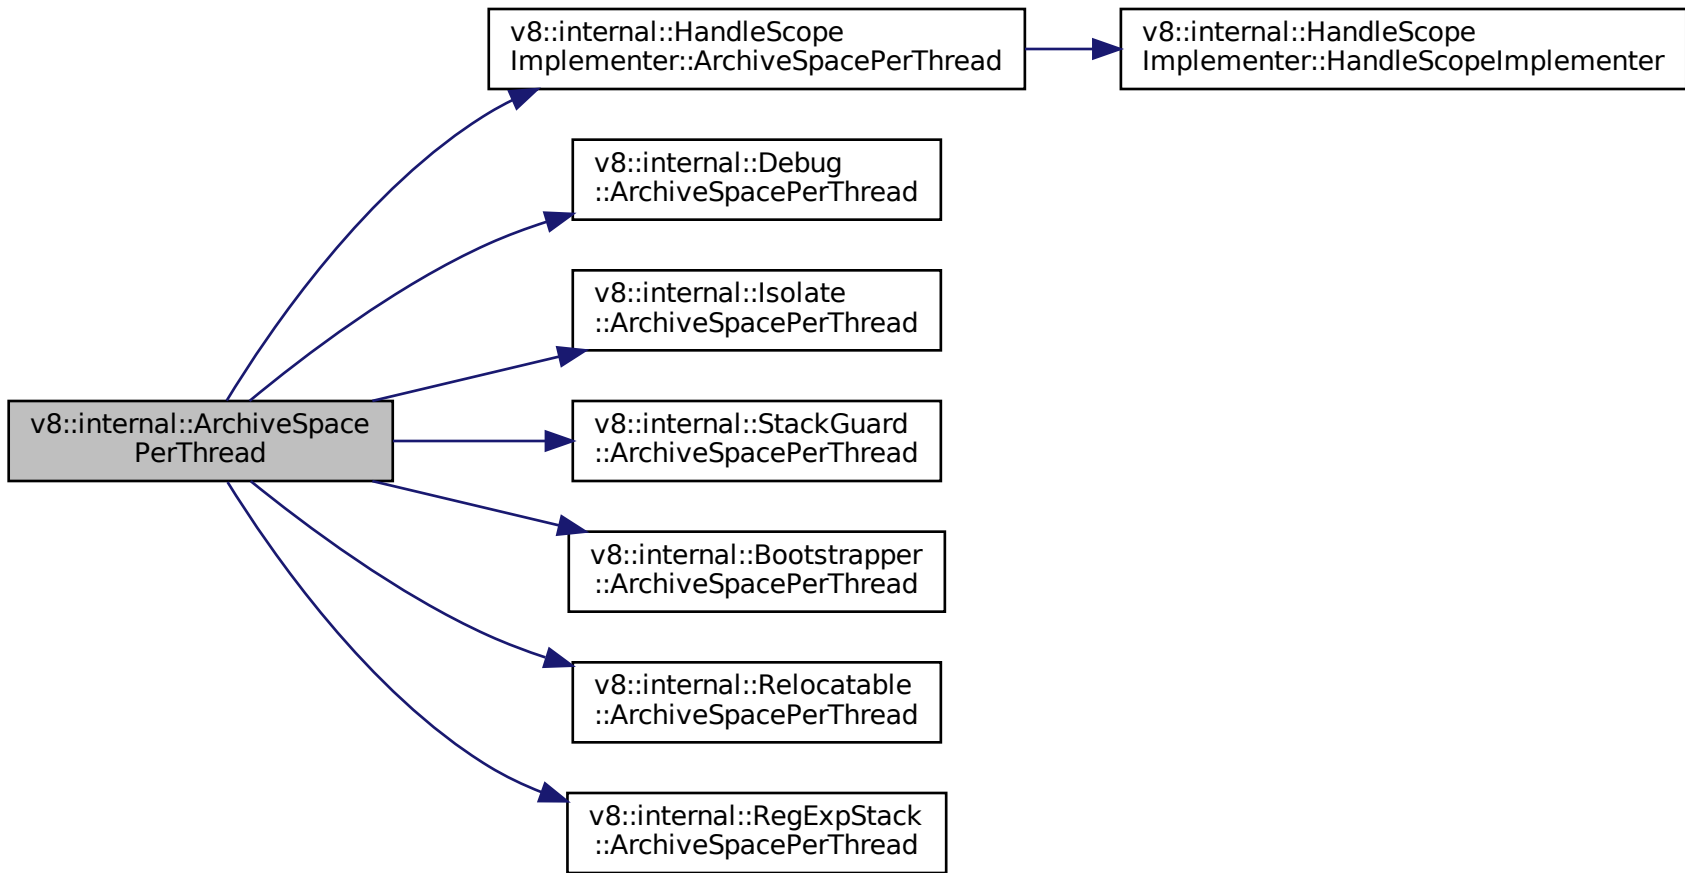 v8::internal::HandleScope
Implementer::ArchiveSpacePerThread
v8::internal::HandleScope
Implementer::HandleScopeImplementer
v8::internal::Debug
::ArchiveSpacePerThread
v8::internal::Isolate
::ArchiveSpacePerThread
v8::internal::ArchiveSpace
PerThread
v8::internal::StackGuard
::ArchiveSpacePerThread
v8::internal::Bootstrapper
::ArchiveSpacePerThread
v8::internal::Relocatable
::ArchiveSpacePerThread
v8::internal::RegExpStack
::ArchiveSpacePerThread